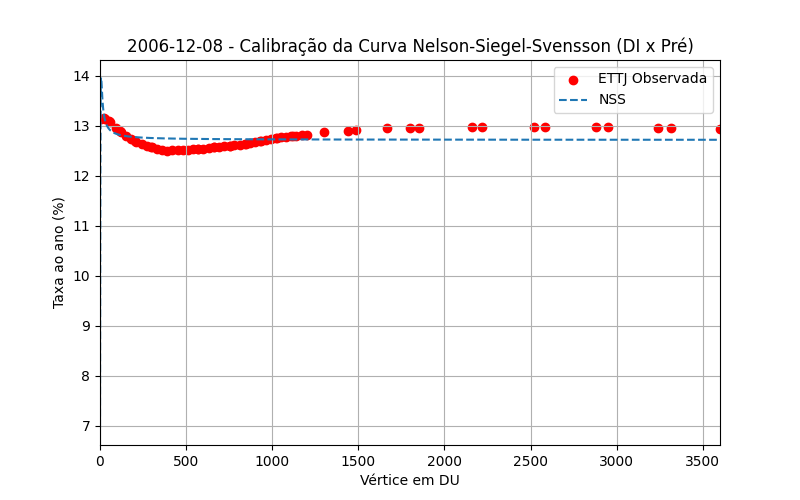 2006-12-08 - Calibração da Curva Nelson-Siegel-Svensson (DI x Pré)
ETTJ Observada
NSS
Taxa ao ano (%)
14
13
12
11
10
9
8
7
0 500 1000 1500 2000 2500 3000 3500
Vértice em DU